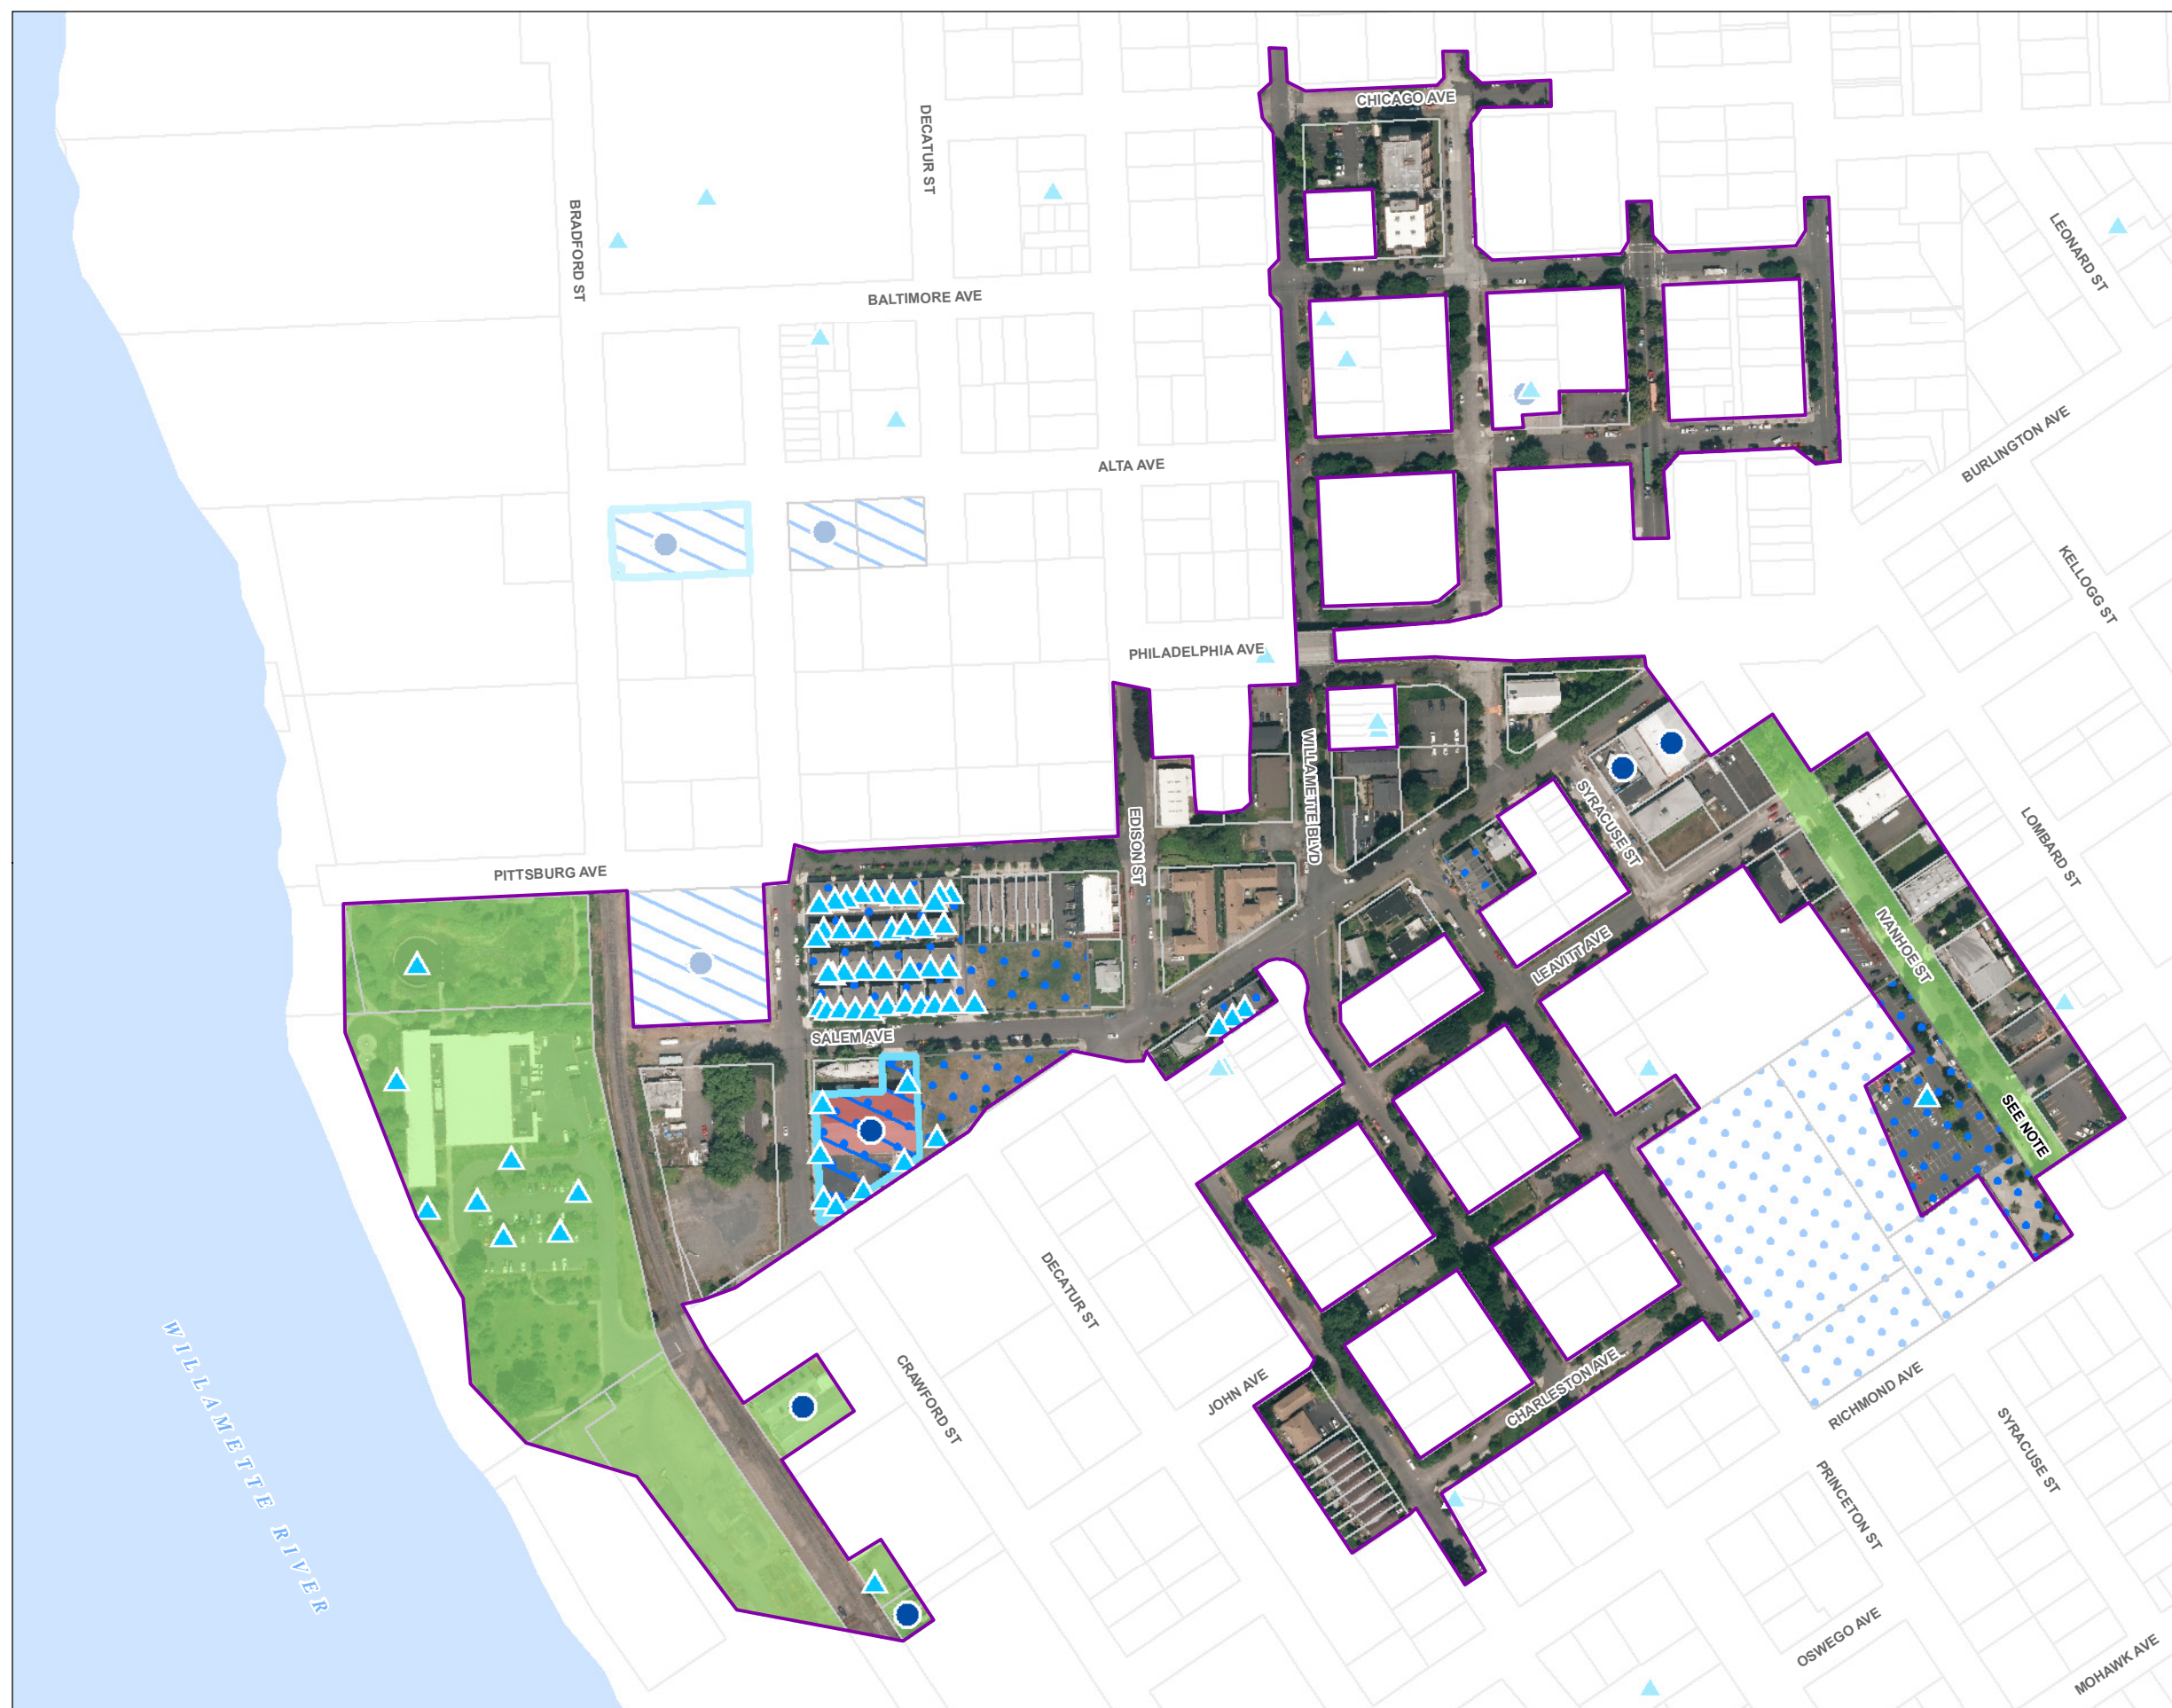 CHICAGO AVE
DECATUR ST
BRADFORD ST
LEONARD ST
BALTIMORE AVE
BURLINGTON AVE
ALTA AVE
KELLOGG ST
PHILADELPHIA AVE
WILLAMETTE BLVD
SYRACUSE ST
EDISON ST
LOMBARD ST
PITTSBURG AVE
IVANHOE ST
LEAVITT AVE
SALEM AVE
SEE NOTE
DECATUR ST
WILLAMETTE RIVER
CRAWFORD ST
JOHN AVE
CHARLESTON AVE
RICHMOND AVE
SYRACUSE ST
PRINCETON ST
OSWEGO AVE
MOHAWK AVE